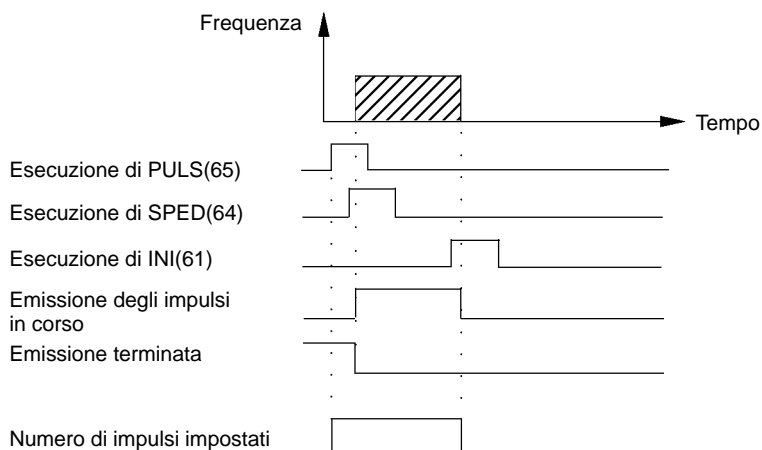 Frequenza
Tempo
Esecuzione di PULS(65)
Esecuzione di SPED(64)
Esecuzione di INI(61)
Emissione degli impulsi
in corso
Emissione terminata
Numero di impulsi impostati